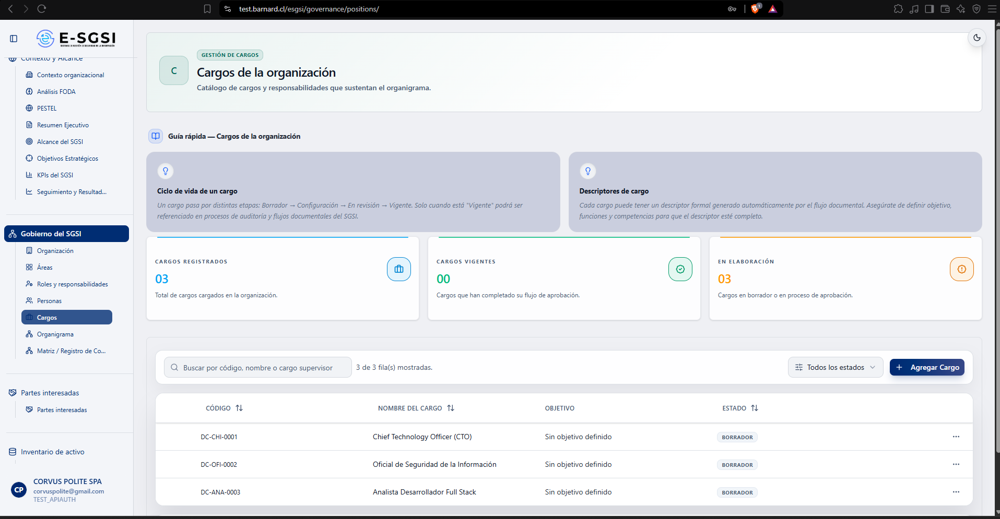 test.barnard.cl/esgsi/governance/positions/
1
E-SGSI
SISTEMAS DE GESTIÓN DE SEGURIDAD DE LA INFORMACIÓN
Contexto y Alcance
Contexto organizacional
Análisis FODA
PESTEL
Resumen Ejecutivo
Alcance del SGSI
Objetivos Estratégicos
KPIs del SGSI
Seguimiento y Resultad...
Gobierno del SGSI
Organización
Áreas
Roles y responsabilidades
Personas
Cargos
Organigrama
Matriz / Registro de Co...
Partes interesadas
Partes interesadas
Inventario de activo
CP
CORVUS POLITE SPA
corvuspolite@gmail.com
TEST_APIAUTH
C
GESTIÓN DE CARGOS
Cargos de la organización
Catálogo de cargos y responsabilidades que sustentan el organigrama.
Guía rápida — Cargos de la organización
Ciclo de vida de un cargo
Un cargo pasa por distintas etapas: Borrador → Configuración → En revisión → Vigente. Solo cuando está "Vigente" podrá ser
referenciado en procesos de auditoría y flujos documentales del SGSI.
Descriptores de cargo
Cada cargo puede tener un descriptor formal generado automáticamente por el flujo documental. Asegúrate de definir objetivo,
funciones y competencias para que el descriptor esté completo.
CARGOS REGISTRADOS
03
Total de cargos cargados en la organización.
CARGOS VIGENTES
00
Cargos que han completado su flujo de aprobación.
EN ELABORACIÓN
03
Cargos en borrador o en proceso de aprobación.
Buscar por código, nombre o cargo supervisor
3 de 3 fila(s) mostradas.
Todos los estados
+ Agregar Cargo
CÓDIGO NOMBRE DEL CARGO OBJETIVO ESTADO
DC-CHI-0001 Chief Technology Officer (CTO) Sin objetivo definido BORRADOR ...
DC-OFI-0002 Oficial de Seguridad de la Información Sin objetivo definido BORRADOR ...
DC-ANA-0003 Analista Desarrollador Full Stack Sin objetivo definido BORRADOR ...